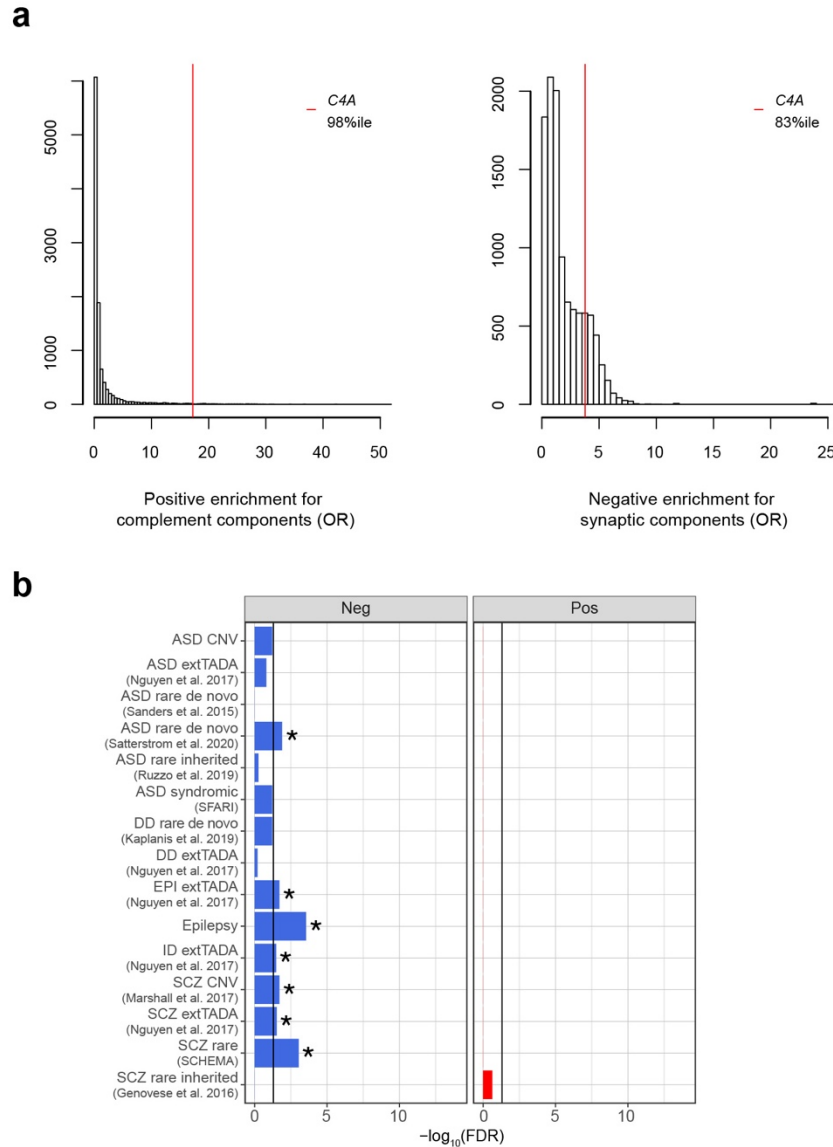 a
C4A
98%ile
0
1000
3000
5000
0
10
20
30
40
50
Positive enrichment for
complement components (OR)
C4A
83%ile
0
500
1000
1500
2000
0
5
10
15
20
25
Negative enrichment for
synaptic components (OR)
b
Neg
Pos
ASD CNV
ASD extTADA
(Nguyen et al. 2017)
ASD rare de novo
(Sanders et al. 2015)
ASD rare de novo
(Satterstrom et al. 2020)
*
ASD rare inherited
(Ruzzo et al. 2019)
ASD syndromic
(SFARI)
DD rare de novo
(Kaplanis et al. 2019)
DD extTADA
(Nguyen et al. 2017)
EPI extTADA
(Nguyen et al. 2017)
*
Epilepsy
*
ID extTADA
(Nguyen et al. 2017)
*
SCZ CNV
(Marshall et al. 2017)
*
SCZ extTADA
(Nguyen et al. 2017)
*
SCZ rare
(SCHEMA)
*
SCZ rare inherited
(Genovese et al. 2016)
0
5
10
0
5
10
−log10(FDR)